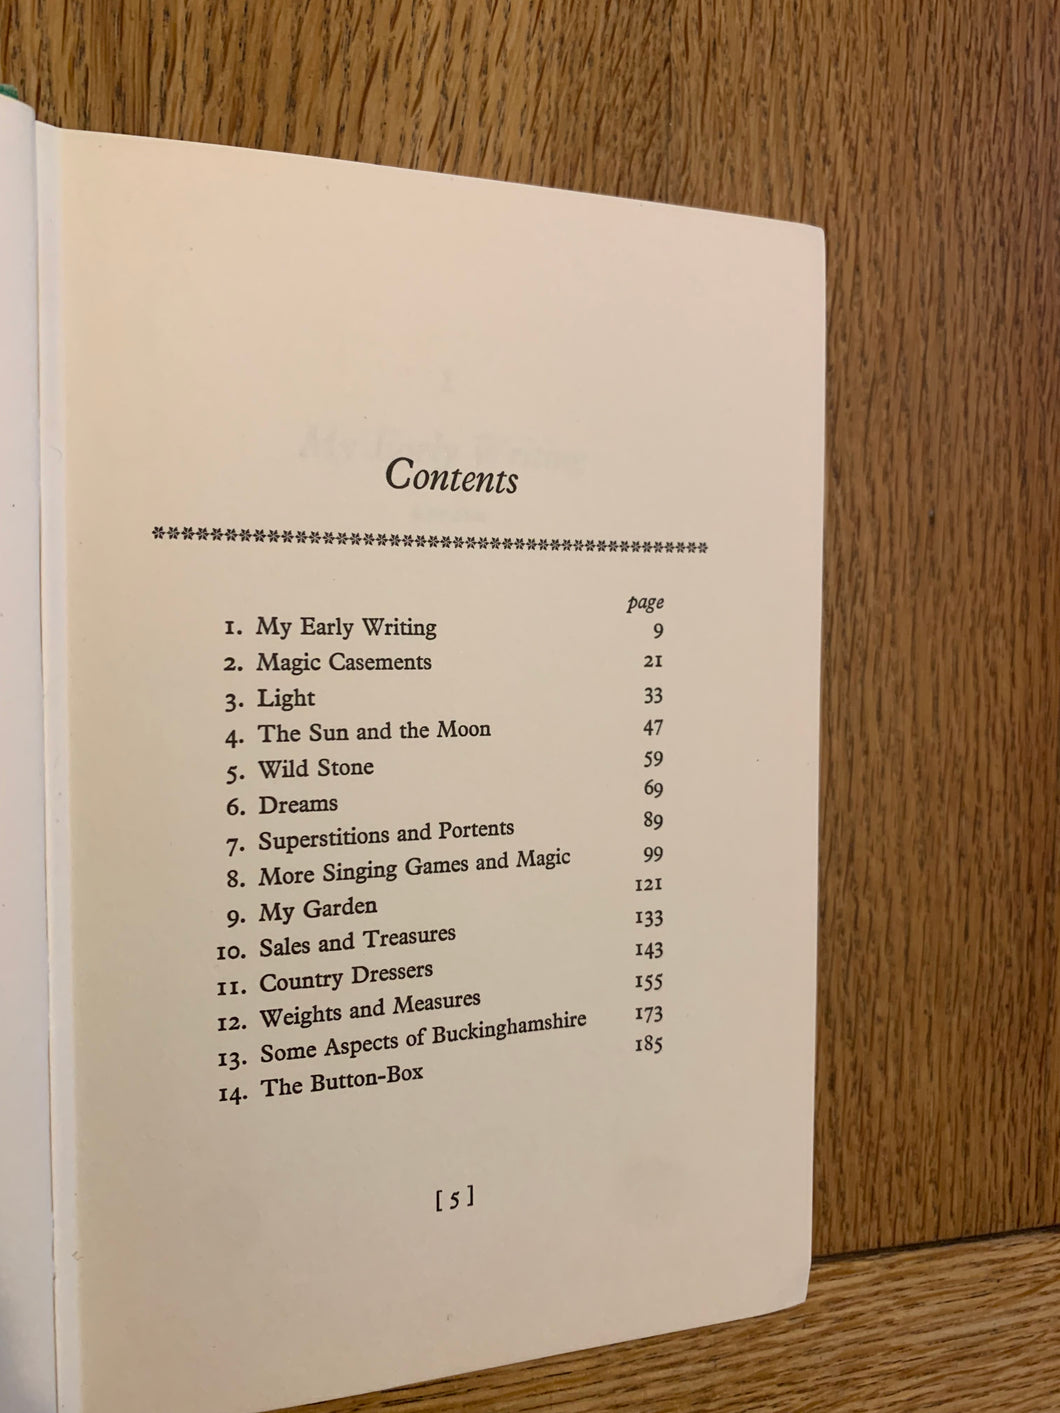 Contents
page
1. My Early Writing 9
2. Magic Casements 21
3. Light 33
4. The Sun and the Moon 47
5. Wild Stone 59
6. Dreams 69
7. Superstitions and Portents 89
8. More Singing Games and Magic 99
9. My Garden 121
10. Sales and Treasures 133
11. Country Dressers 143
12. Weights and Measures 155
13. Some Aspects of Buckinghamshire 173
14. The Button-Box 185
[ 5 ]